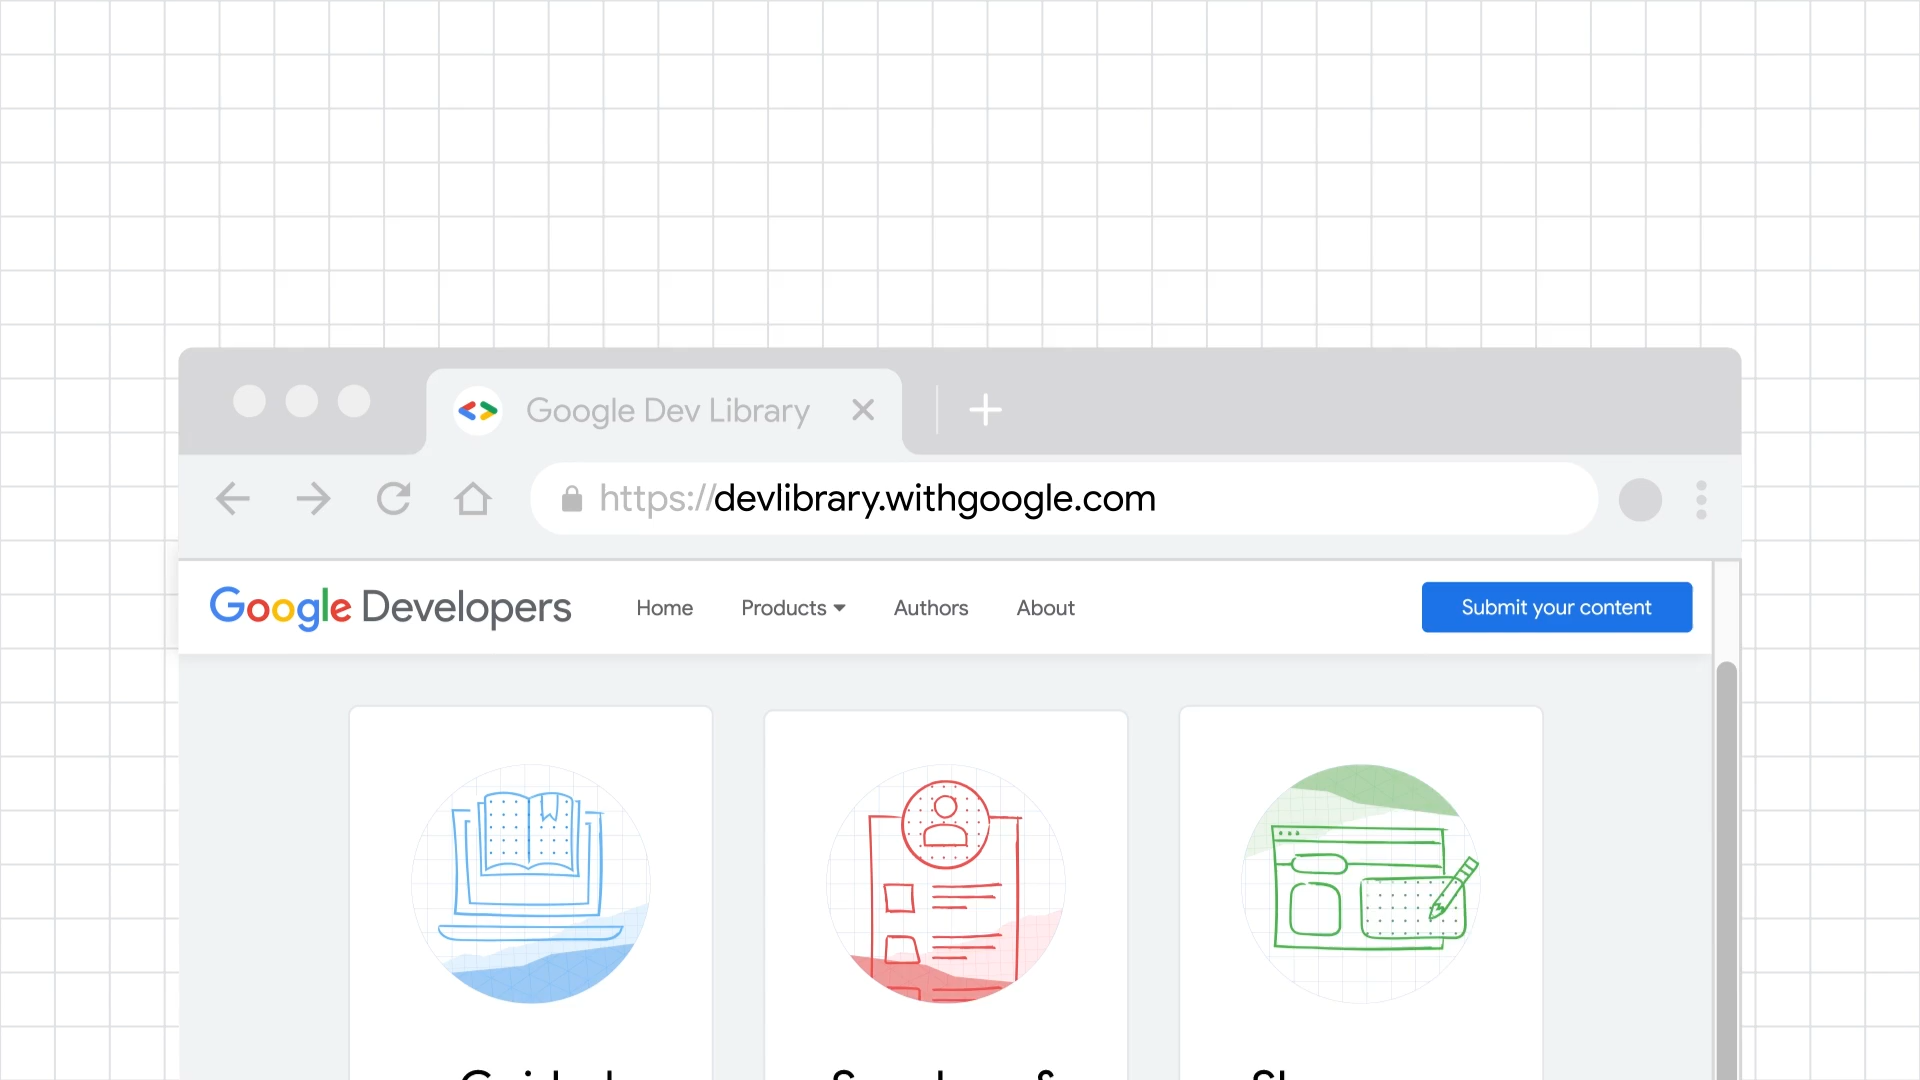 Google Dev Library
https://devlibrary.withgoogle.com
Google Developers Home Products Authors About Submit your content